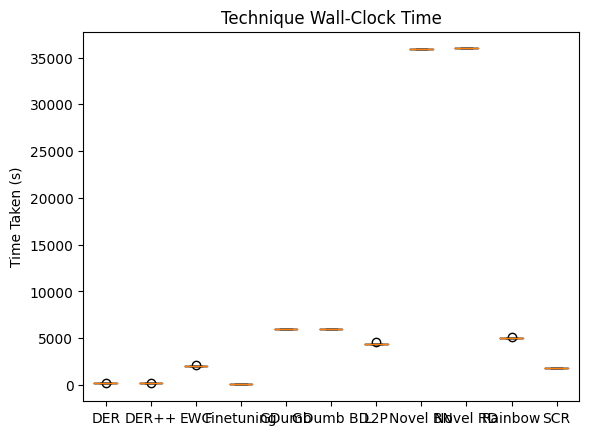 Technique Wall-Clock Time
Time Taken (s)
35000
30000
25000
20000
15000
10000
5000
0
DER DER++ EWC Finetuning GDumb GDumb BD L2P Novel BN Novel RD Rainbow SCR